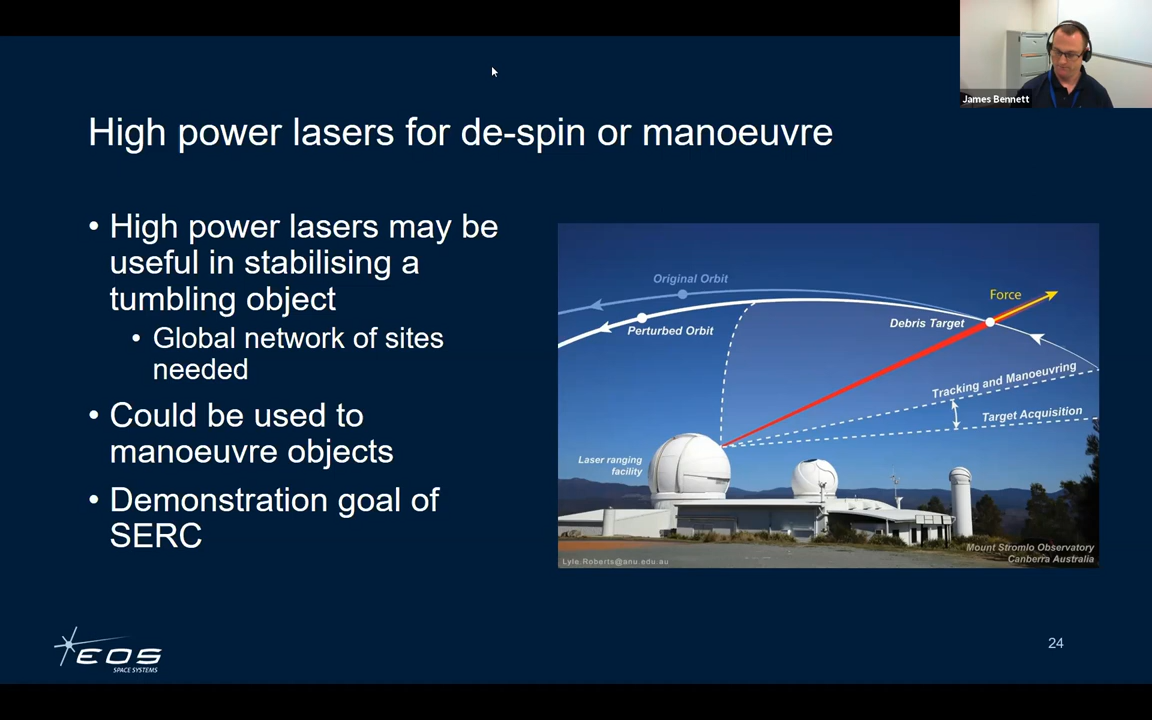 James Bennett
High power lasers for de-spin or manoeuvre
• High power lasers may be
useful in stabilising a
tumbling object
• Global network of sites
needed
• Could be used to
manoeuvre objects
• Demonstration goal of
SERC
Original Orbit
Perturbed Orbit
Force
Debris Target
Tracking and Manoeuvring
Target Acquisition
Laser ranging
facility
Mount Stromlo Observatory
Canberra Australia
Lyle.Roberts@anu.edu.au
EOS
SPACE SYSTEMS
24